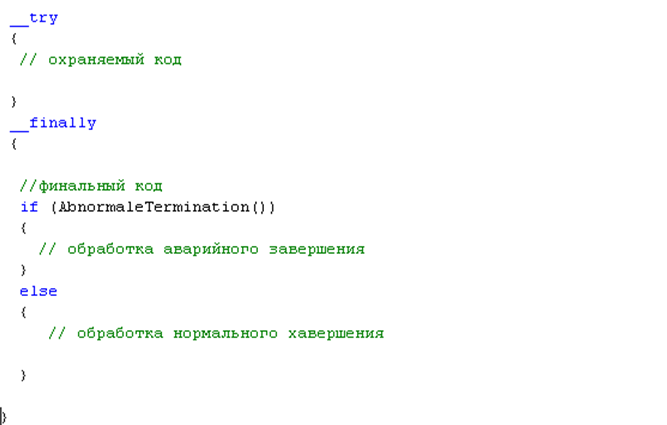 __try
{
// охраняемый код
}
__finally
{
//финальный код
if (AbnormaleTermination())
{
// обработка аварийного завершения
}
else
{
// обработка нормального хавершения
}
}